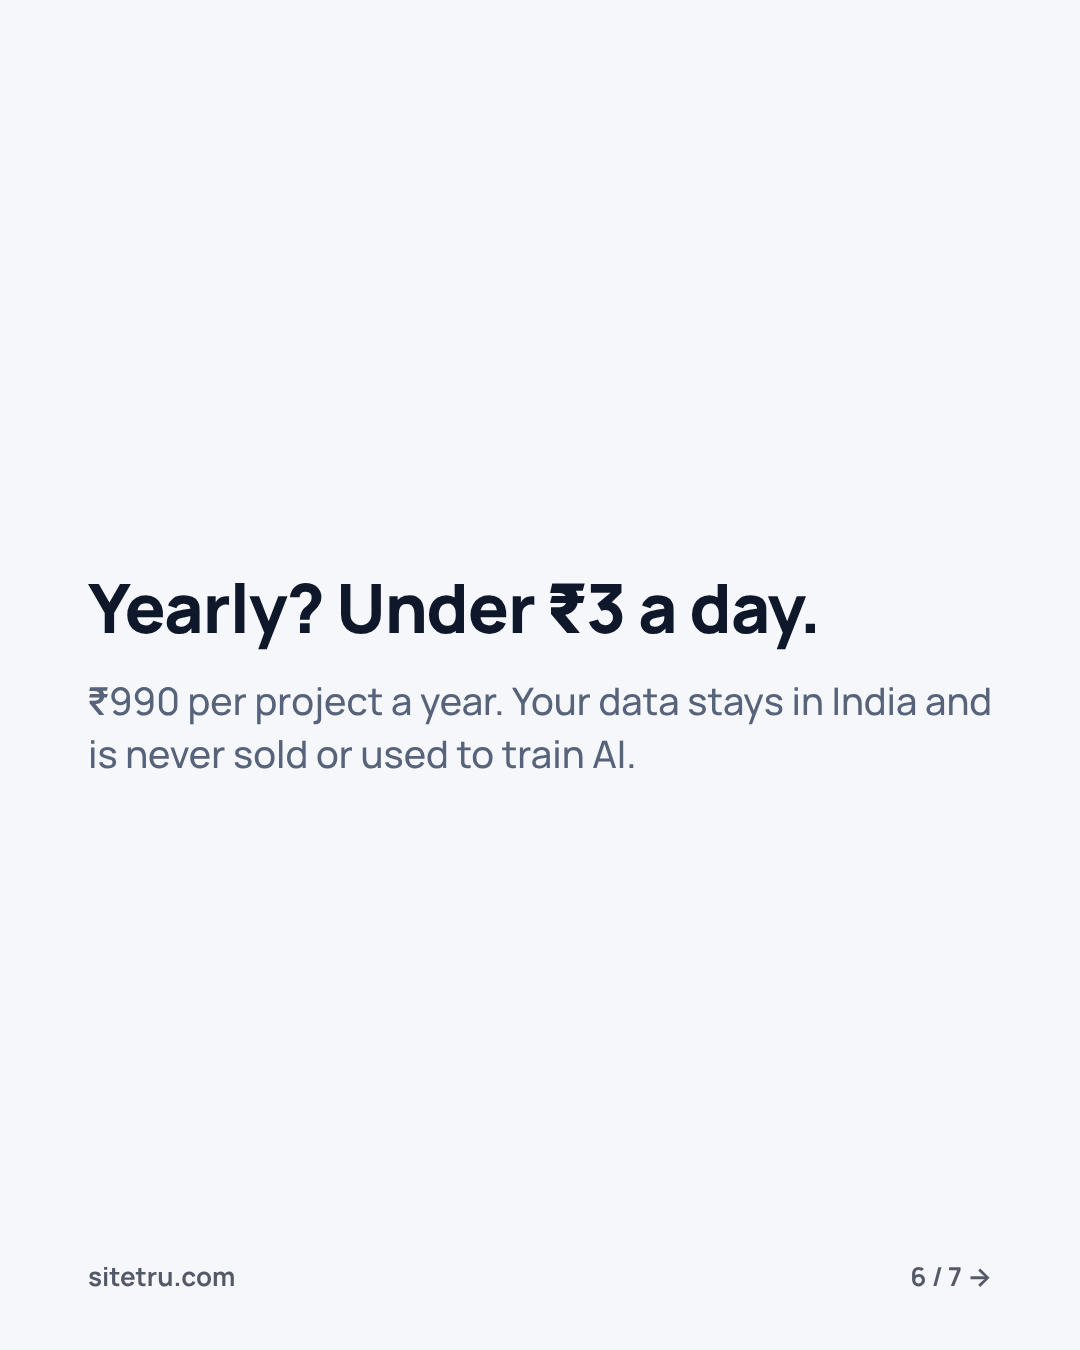 Yearly? Under ₹3 a day.
₹990 per project a year. Your data stays in India and
is never sold or used to train AI.
sitetru.com
6 / 7 →